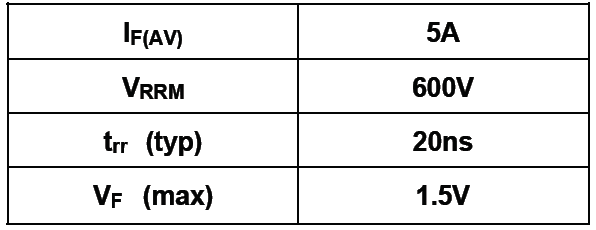 IF(AV) 5A
VRRM 600V
trr (typ) 20ns
VF (max) 1.5V